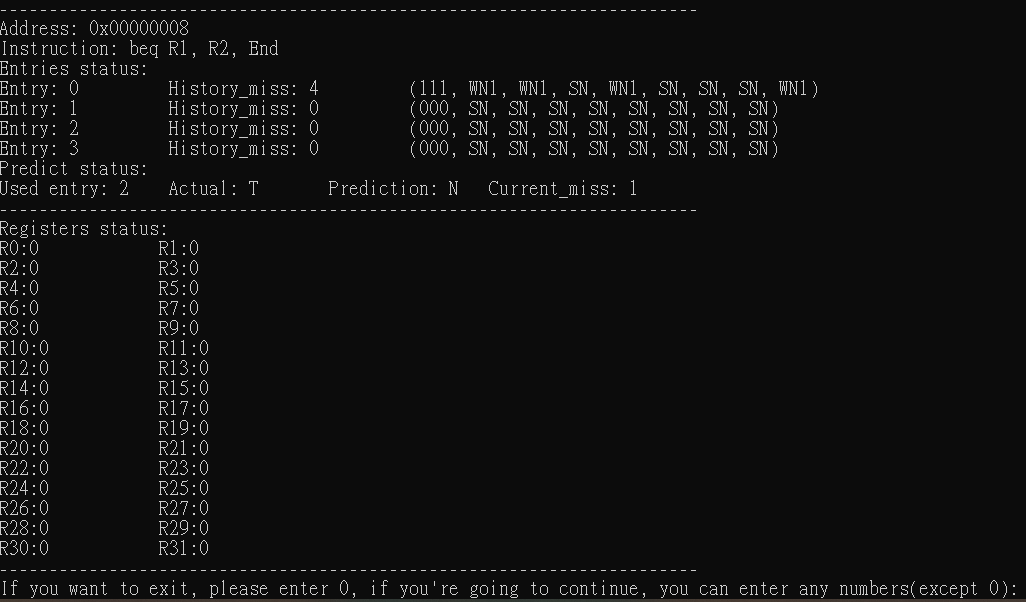 ----------------------------------------------------------------------
Address: 0x00000008
Instruction: beq R1, R2, End
Entries status:
Entry: 0 History_miss: 4 (111, WN1, WN1, SN, WN1, SN, SN, SN, WN1)
Entry: 1 History_miss: 0 (000, SN, SN, SN, SN, SN, SN, SN, SN)
Entry: 2 History_miss: 0 (000, SN, SN, SN, SN, SN, SN, SN, SN)
Entry: 3 History_miss: 0 (000, SN, SN, SN, SN, SN, SN, SN, SN)
Predict status:
Used entry: 2 Actual: T Prediction: N Current_miss: 1
----------------------------------------------------------------------
Registers status:
R0:0 R1:0
R2:0 R3:0
R4:0 R5:0
R6:0 R7:0
R8:0 R9:0
R10:0 R11:0
R12:0 R13:0
R14:0 R15:0
R16:0 R17:0
R18:0 R19:0
R20:0 R21:0
R22:0 R23:0
R24:0 R25:0
R26:0 R27:0
R28:0 R29:0
R30:0 R31:0
----------------------------------------------------------------------
If you want to exit, please enter 0, if you're going to continue, you can enter any numbers(except 0):